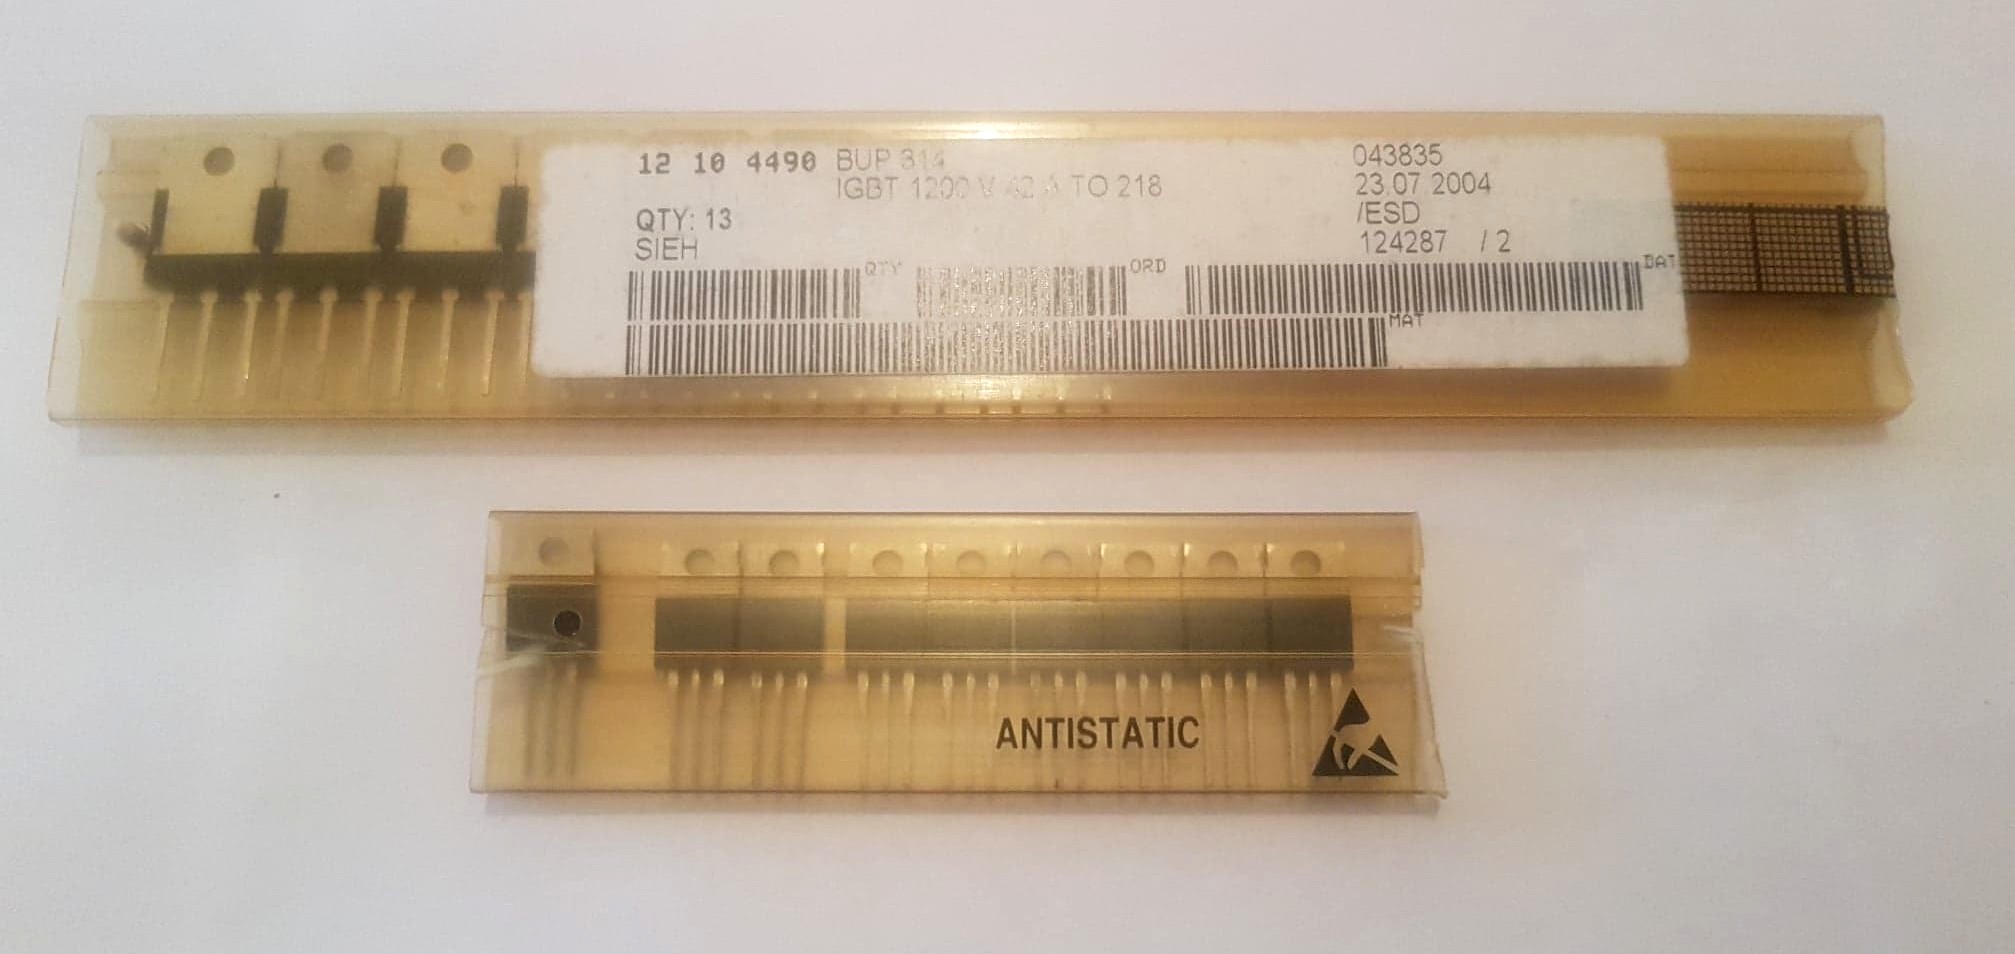 12 10 4490 BUP 314
IGBT 1200 V 42 A TO 218
QTY: 13
SIEH
043835
23.07 2004
/ESD
124287 / 2
QTY
ORD
DAT
MAT
ANTISTATIC